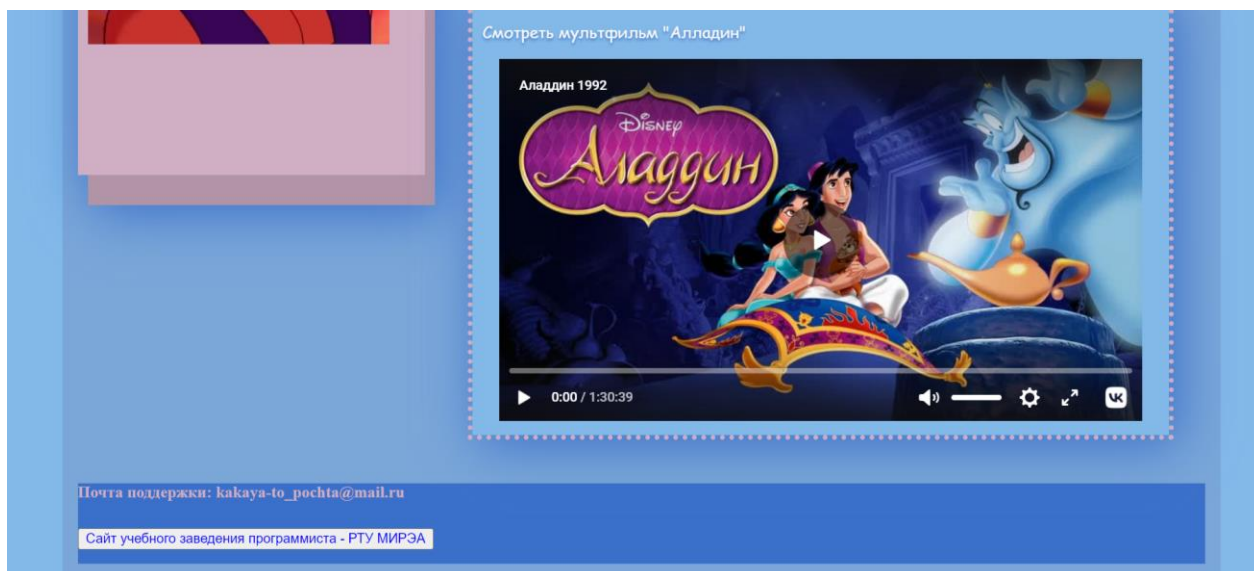 Смотреть мультфильм "Алладин"
Аладдин 1992
Disney
Аладдин
0:00 / 1:30:39
Почта поддержки: kakaya-to_pochta@mail.ru
Сайт учебного заведения программиста - РТУ МИРЭА